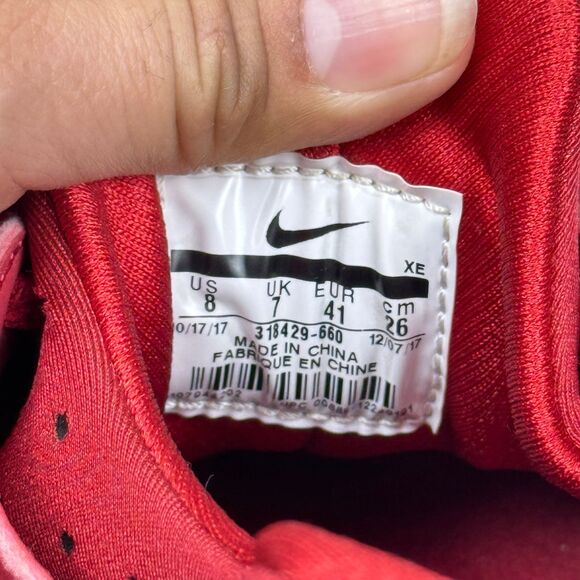 XE
US UK EUR cm
8 7 41 26
10/17/17 318429-660 12/07/17
MADE IN CHINA
FABRIQUE EN CHINE
UPC